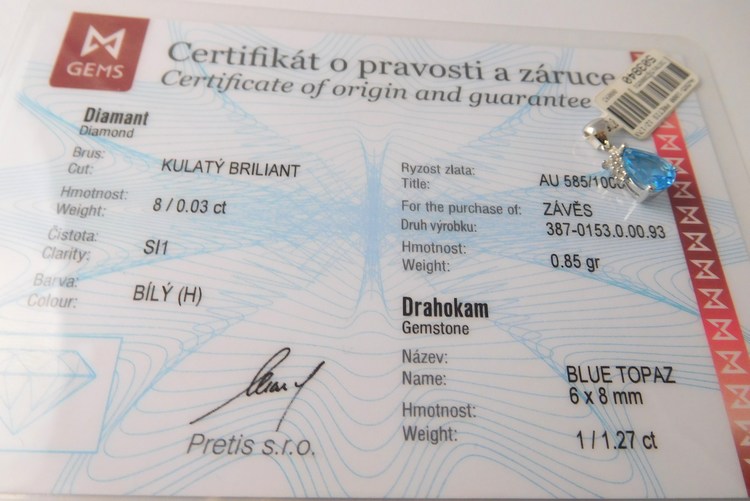 GEMS
Certifikát o pravosti a záruce
Certificate of origin and guarantee
Diamant
Diamond
Brus:
Cut:
KULATÝ BRILIANT
Hmotnost:
Weight:
8 / 0.03 ct
Čistota:
Clarity:
SI1
Barva:
Colour:
BÍLÝ (H)
Ryzost zlata:
Title:
AU 585/1000
For the purchase of:
ZÁVĚS
Druh výrobku:
387-0153.0.00.93
Hmotnost:
Weight:
0.85 gr
Drahokam
Gemstone
Název:
Name:
BLUE TOPAZ
6 x 8 mm
Hmotnost:
Weight:
1 / 1.27 ct
Pretis s.r.o.